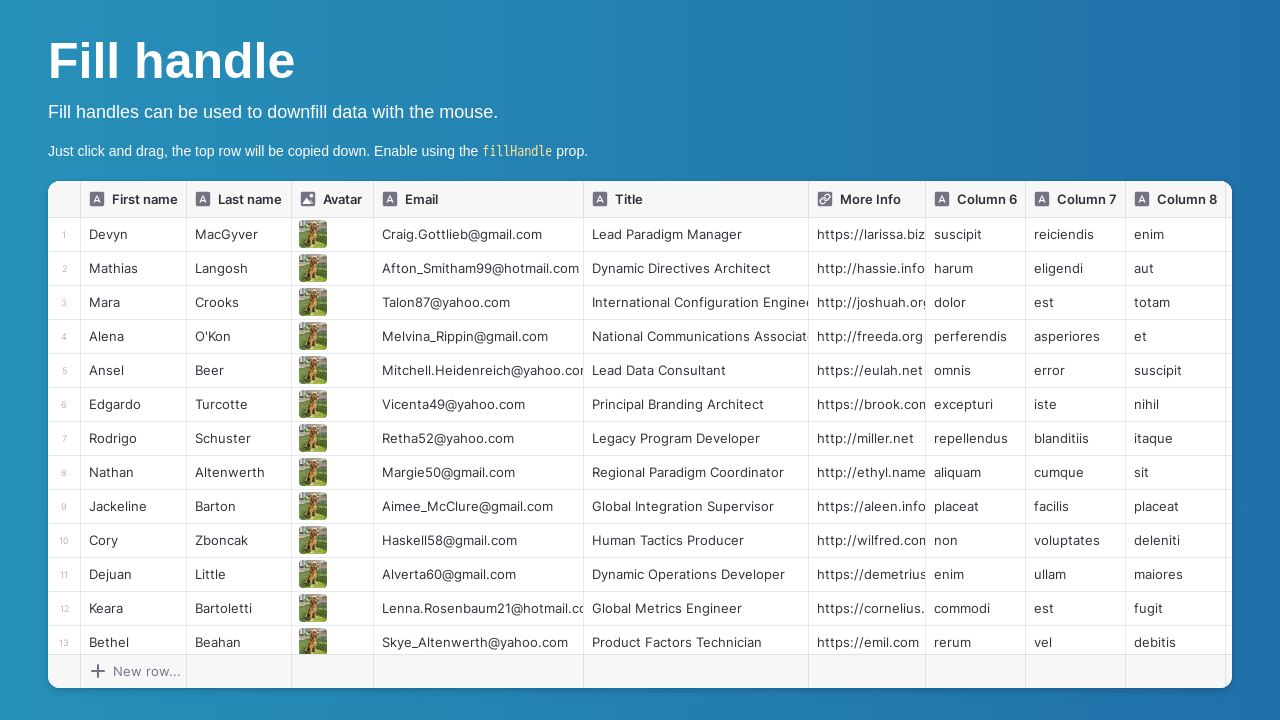 Fill handle
Fill handles can be used to downfill data with the mouse.
Just click and drag, the top row will be copied down. Enable using the fillHandle prop.
First name Last name Avatar Email Title More Info Column 6 Column 7 Column 8
1 Devyn MacGyver Craig.Gottlieb@gmail.com Lead Paradigm Manager https://larissa.biz suscipit reiciendis enim
2 Mathias Langosh Afton_Smitham99@hotmail.com Dynamic Directives Architect http://hassie.info harum eligendi aut
3 Mara Crooks Talon87@yahoo.com International Configuration Enginee http://joshuah.org dolor est totam
4 Alena O'Kon Melvina_Rippin@gmail.com National Communications Associat http://freeda.org perferendis asperiores et
5 Ansel Beer Mitchell.Heidenreich@yahoo.com Lead Data Consultant https://eulah.net omnis error suscipit
6 Edgardo Turcotte Vicenta49@yahoo.com Principal Branding Architect https://brook.com excepturi iste nihil
7 Rodrigo Schuster Retha52@yahoo.com Legacy Program Developer http://miller.net repellendus blanditiis itaque
8 Nathan Altenwerth Margie50@gmail.com Regional Paradigm Coordinator http://ethyl.name aliquam cumque sit
9 Jackeline Barton Aimee_McClure@gmail.com Global Integration Supervisor https://aleen.info placeat facilis placeat
10 Cory Zboncak Haskell58@gmail.com Human Tactics Producer http://wilfred.com non voluptates deleniti
11 Dejuan Little Alverta60@gmail.com Dynamic Operations Developer https://demetrius enim ullam maiores
12 Keara Bartoletti Lenna.Rosenbaum21@hotmail.co Global Metrics Engineer https://cornelius. commodi est fugit
13 Bethel Beahan Skye_Altenwerth@yahoo.com Product Factors Technician https://emil.com rerum vel debitis
New row...